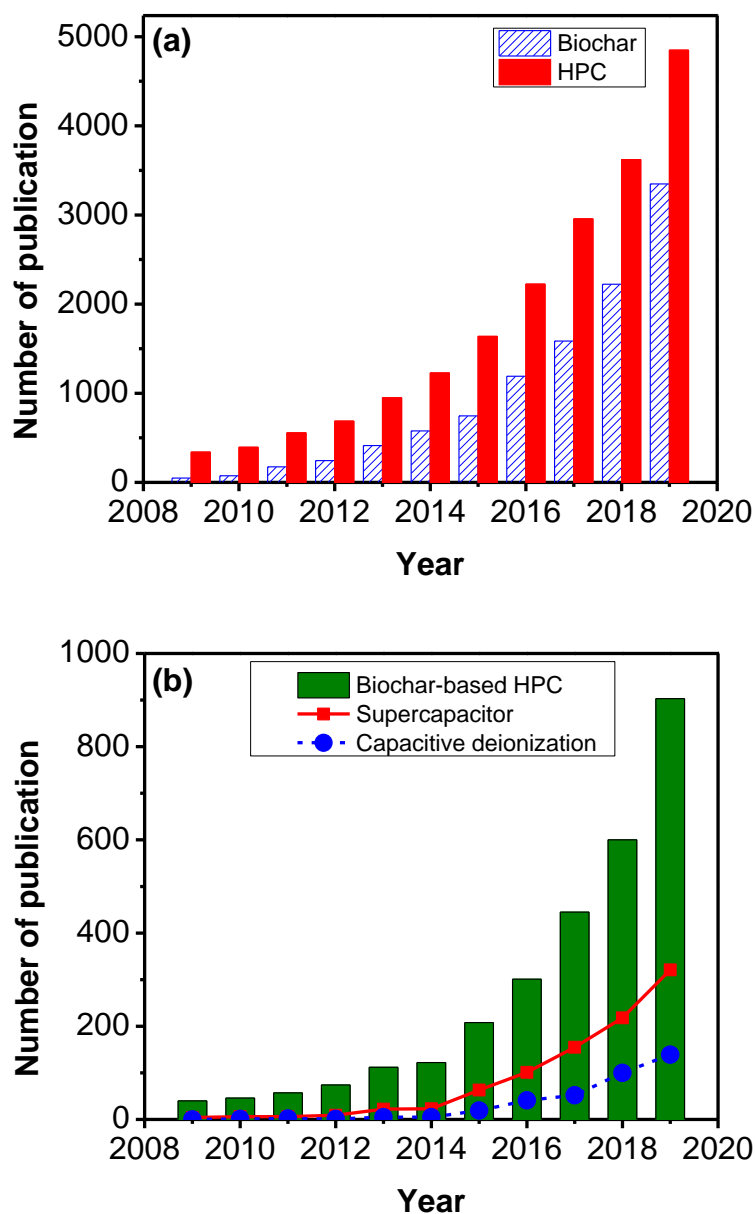 (a)
Biochar
HPC
5000
4000
3000
2000
1000
0
Number of publication
2008 2010 2012 2014 2016 2018 2020
Year
(b)
Biochar-based HPC
Supercapacitor
Capacitive deionization
1000
800
600
400
200
0
Number of publication
2008 2010 2012 2014 2016 2018 2020
Year